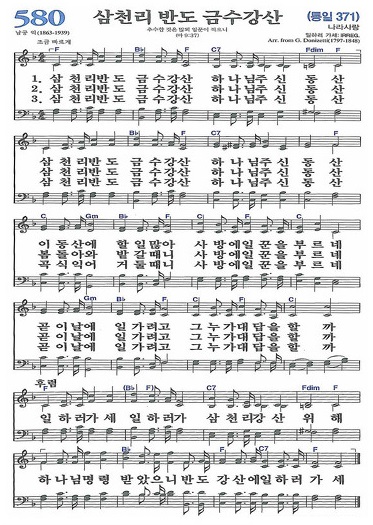 580 삼천리 반도 금수강산 (통일 371)
남궁 억(1863-1939) 추수할 것은 많되 일꾼이 적으니 나라사랑
(마 9:37) 일하러 가세: IRREG.
조금 빠르게 Arr. from G. Donizetti(1797-1848)
F B♭ F C7 Fdim F
1. 삼 천 리 반 도 금 수 강 산 하 나 님 주 신 동 산
2. 삼 천 리 반 도 금 수 강 산 하 나 님 주 신 동 산
3. 삼 천 리 반 도 금 수 강 산 하 나 님 주 신 동 산
B♭ F C7 F
삼 천 리 반 도 금 수 강 산 하 나 님 주 신 동 산
삼 천 리 반 도 금 수 강 산 하 나 님 주 신 동 산
삼 천 리 반 도 금 수 강 산 하 나 님 주 신 동 산
C Gm B♭ F C7 F
이 동 산 에 할 일 많 아 사 방 에 일 꾼 을 부 르 네
봄 돌 아 와 밭 갈 때 니 사 방 에 일 꾼 을 부 르 네
곡 식 익 어 거 둘 때 니 사 방 에 일 꾼 을 부 르 네
C Gm B♭ F C F C
곧 이 날 에 일 가 려 고 그 누 가 대 답 을 할 까
곧 이 날 에 일 가 려 고 그 누 가 대 답 을 할 까
곧 이 날 에 일 가 려 고 그 누 가 대 답 을 할 까
후렴
F (B♭) F C7 Fdim F
일 하 러 가 세 일 하 러 가 삼 천 리 강 산 위 해
B♭ F C7 F
하 나 님 명 령 받 았 으 니 반 도 강 산 에 일 하 러 가 세